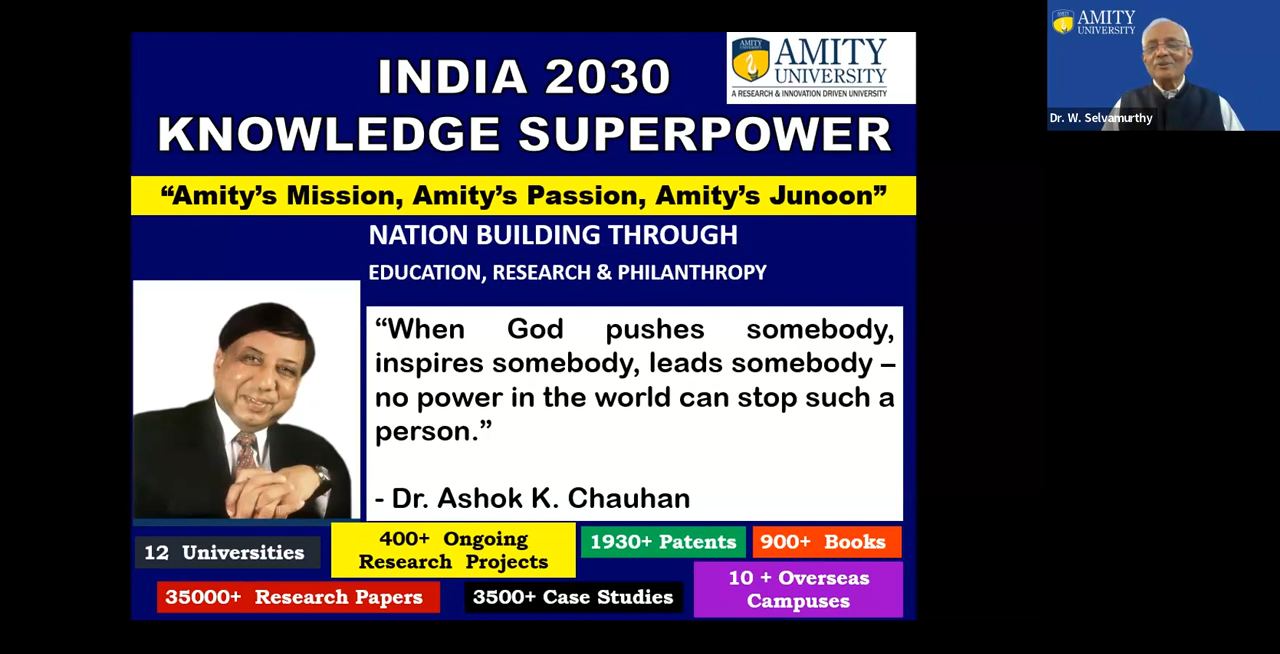 INDIA 2030
KNOWLEDGE SUPERPOWER
AMITY
UNIVERSITY
A RESEARCH & INNOVATION DRIVEN UNIVERSITY
“Amity’s Mission, Amity’s Passion, Amity’s Junoon”
NATION BUILDING THROUGH
EDUCATION, RESEARCH & PHILANTHROPY
“When God pushes somebody,
inspires somebody, leads somebody –
no power in the world can stop such a
person.”
- Dr. Ashok K. Chauhan
12 Universities
400+ Ongoing
Research Projects
1930+ Patents
900+ Books
35000+ Research Papers
3500+ Case Studies
10 + Overseas
Campuses
AMITY
UNIVERSITY
Dr. W. Selvamurthy